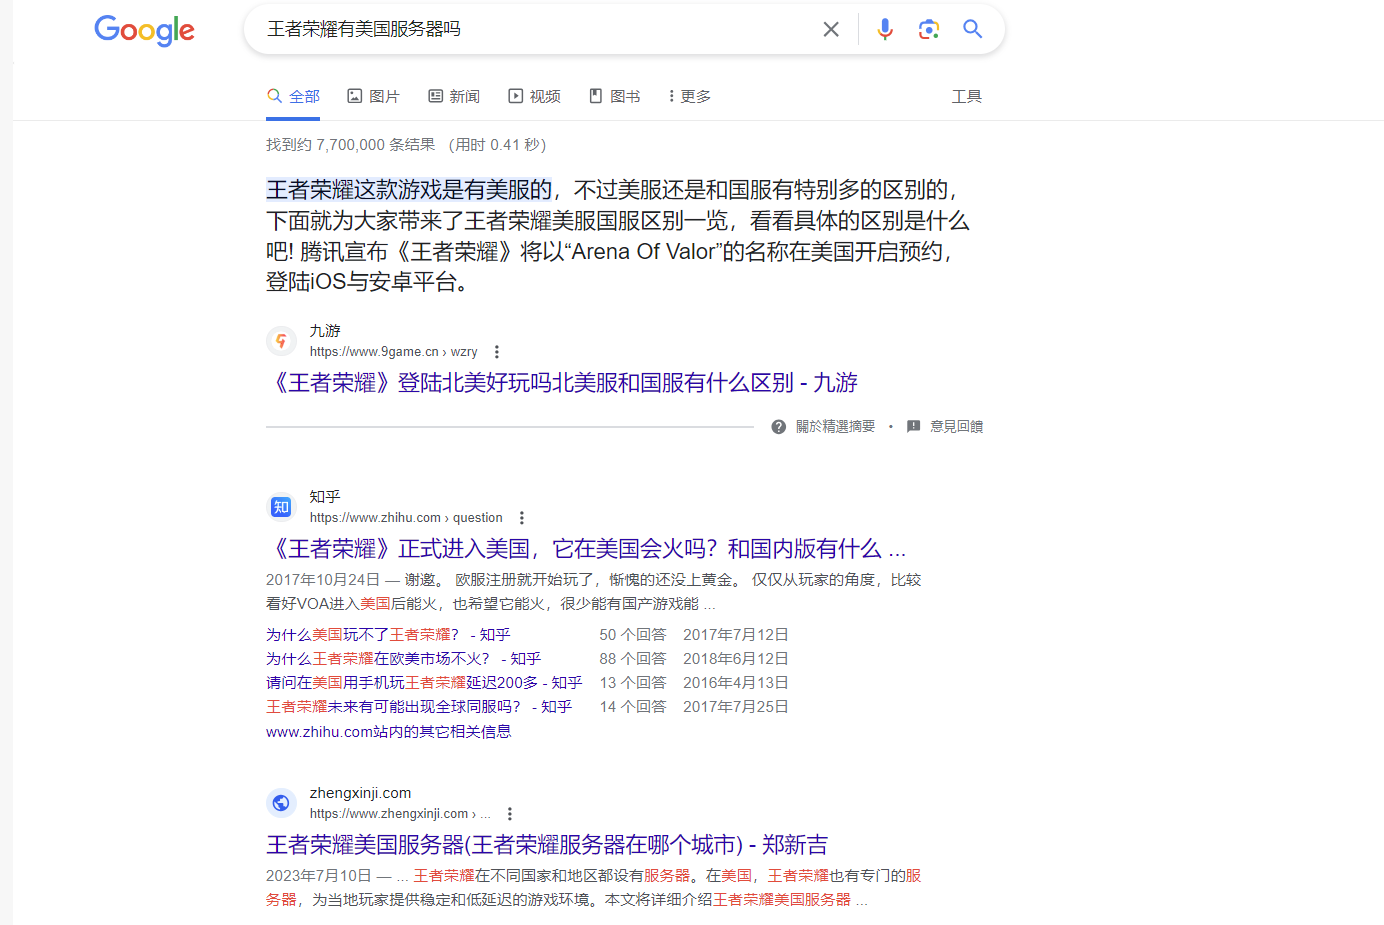 Google
王者荣耀有美国服务器吗
全部 图片 新闻 视频 图书 更多 工具
找到约 7,700,000 条结果 （用时 0.41 秒）
王者荣耀这款游戏是有美服的，不过美服还是和国服有特别多的区别的，
下面就为大家带来了王者荣耀美服国服区别一览，看看具体的区别是什么
吧! 腾讯宣布《王者荣耀》将以“Arena Of Valor”的名称在美国开启预约，
登陆iOS与安卓平台。
九游
https://www.9game.cn › wzry
《王者荣耀》登陆北美好玩吗北美服和国服有什么区别 - 九游
關於精選摘要 • 意見回饋
知
知乎
https://www.zhihu.com › question
《王者荣耀》正式进入美国，它在美国会火吗？和国内版有什么 ...
2017年10月24日 — 谢邀。 欧服注册就开始玩了，惭愧的还没上黄金。 仅仅从玩家的角度，比较
看好VOA进入美国后能火，也希望它能火，很少能有国产游戏能 ...
为什么美国玩不了王者荣耀？ - 知乎 50 个回答 2017年7月12日
为什么王者荣耀在欧美市场不火？ - 知乎 88 个回答 2018年6月12日
请问在美国用手机玩王者荣耀延迟200多 - 知乎 13 个回答 2016年4月13日
王者荣耀未来有可能出现全球同服吗？ - 知乎 14 个回答 2017年7月25日
www.zhihu.com站内的其它相关信息
zhengxinji.com
https://www.zhengxinji.com › ...
王者荣耀美国服务器(王者荣耀服务器在哪个城市) - 郑新吉
2023年7月10日 — ... 王者荣耀在不同国家和地区都设有服务器。在美国，王者荣耀也有专门的服
务器，为当地玩家提供稳定和低延迟的游戏环境。本文将详细介绍王者荣耀美国服务器 ...